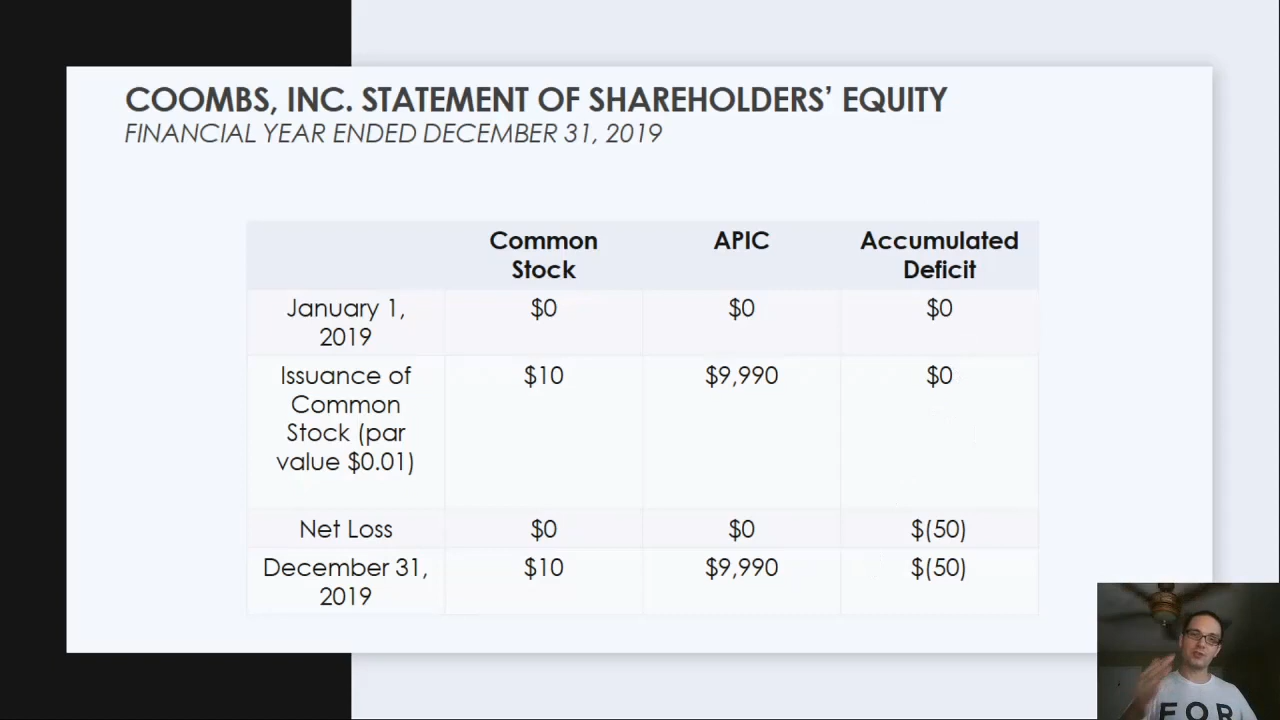 COOMBS, INC. STATEMENT OF SHAREHOLDERS’ EQUITY
FINANCIAL YEAR ENDED DECEMBER 31, 2019
Common
Stock
APIC
Accumulated
Deficit
January 1,
2019
$0
$0
$0
Issuance of
Common
Stock (par
value $0.01)
$10
$9,990
$0
Net Loss
$0
$0
$(50)
December 31,
2019
$10
$9,990
$(50)
FOR